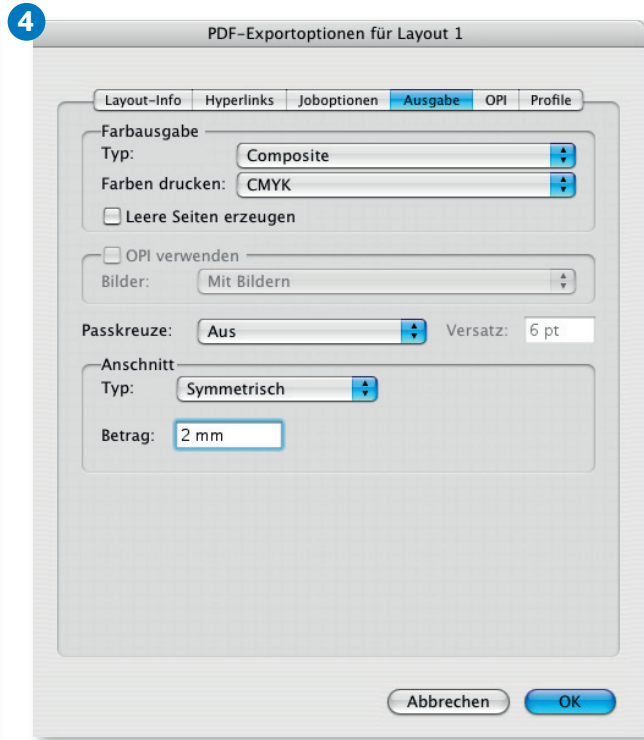 4
PDF-Exportoptionen für Layout 1
Layout-Info Hyperlinks Joboptionen Ausgabe OPI Profile
Farbausgabe
Typ: Composite
Farben drucken: CMYK
Leere Seiten erzeugen
OPI verwenden
Bilder: Mit Bildern
Passkreuze: Aus Versatz: 6 pt
Anschnitt
Typ: Symmetrisch
Betrag: 2 mm
Abbrechen OK